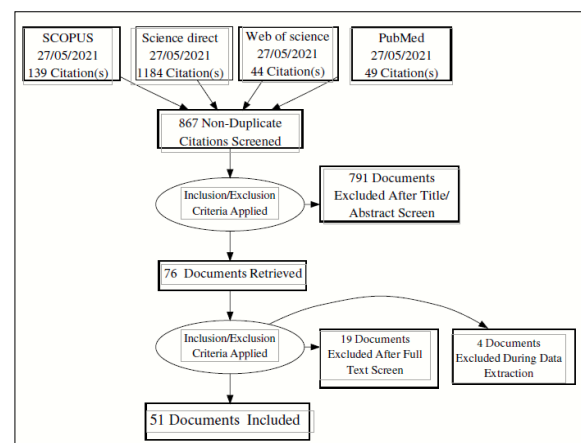 SCOPUS
27/05/2021
139 Citation(s)
Science direct
27/05/2021
1184 Citation(s)
Web of science
27/05/2021
44 Citation(s)
PubMed
27/05/2021
49 Citation(s)
867 Non-Duplicate
Citations Screened
Inclusion/Exclusion
Criteria Applied
791 Documents
Excluded After Title/
Abstract Screen
76 Documents Retrieved
Inclusion/Exclusion
Criteria Applied
19 Documents
Excluded After Full
Text Screen
4 Documents
Excluded During Data
Extraction
51 Documents Included